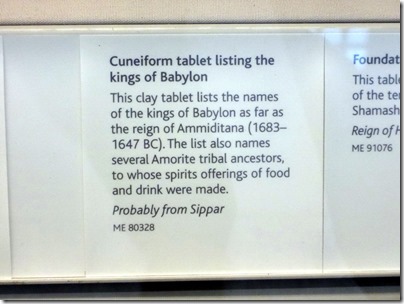 Cuneiform tablet listing the
kings of Babylon
This clay tablet lists the names
of the kings of Babylon as far as
the reign of Ammiditana (1683–
1647 BC). The list also names
several Amorite tribal ancestors,
to whose spirits offerings of food
and drink were made.
Probably from Sippar
ME 80328
This
of the
Shamash
Reign of
ME 91076